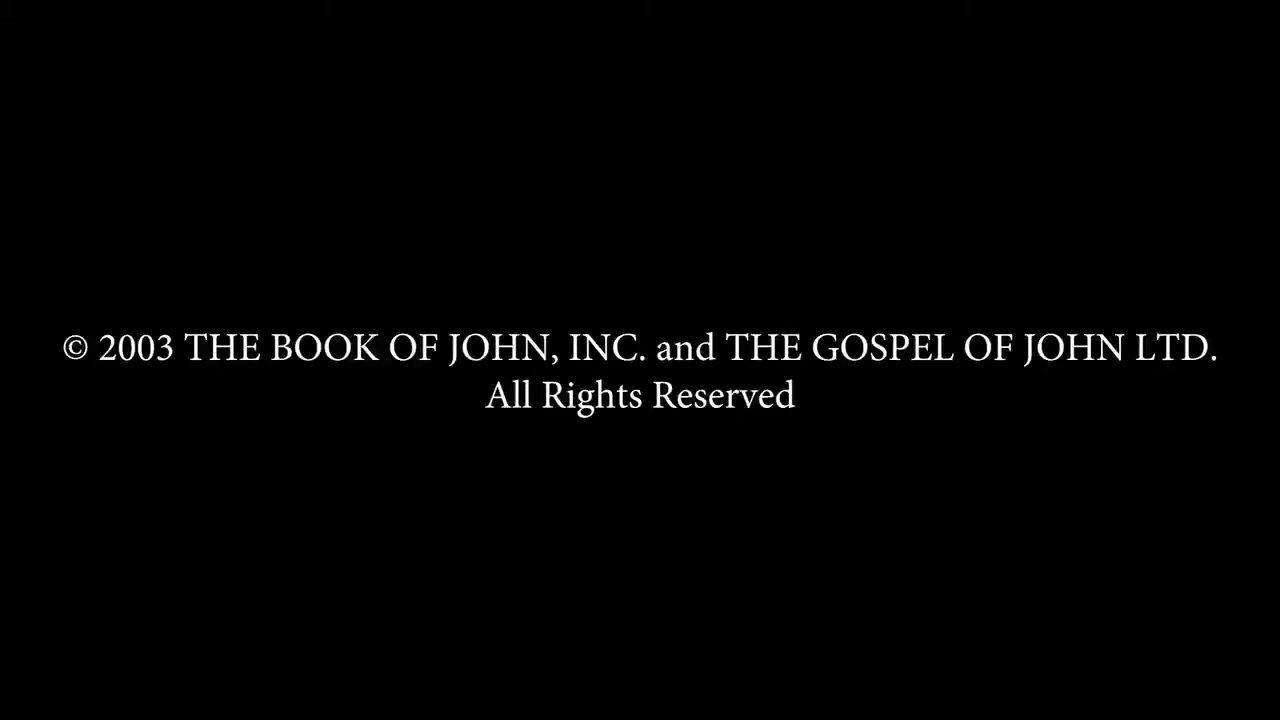 © 2003 THE BOOK OF JOHN, INC. and THE GOSPEL OF JOHN LTD.
All Rights Reserved